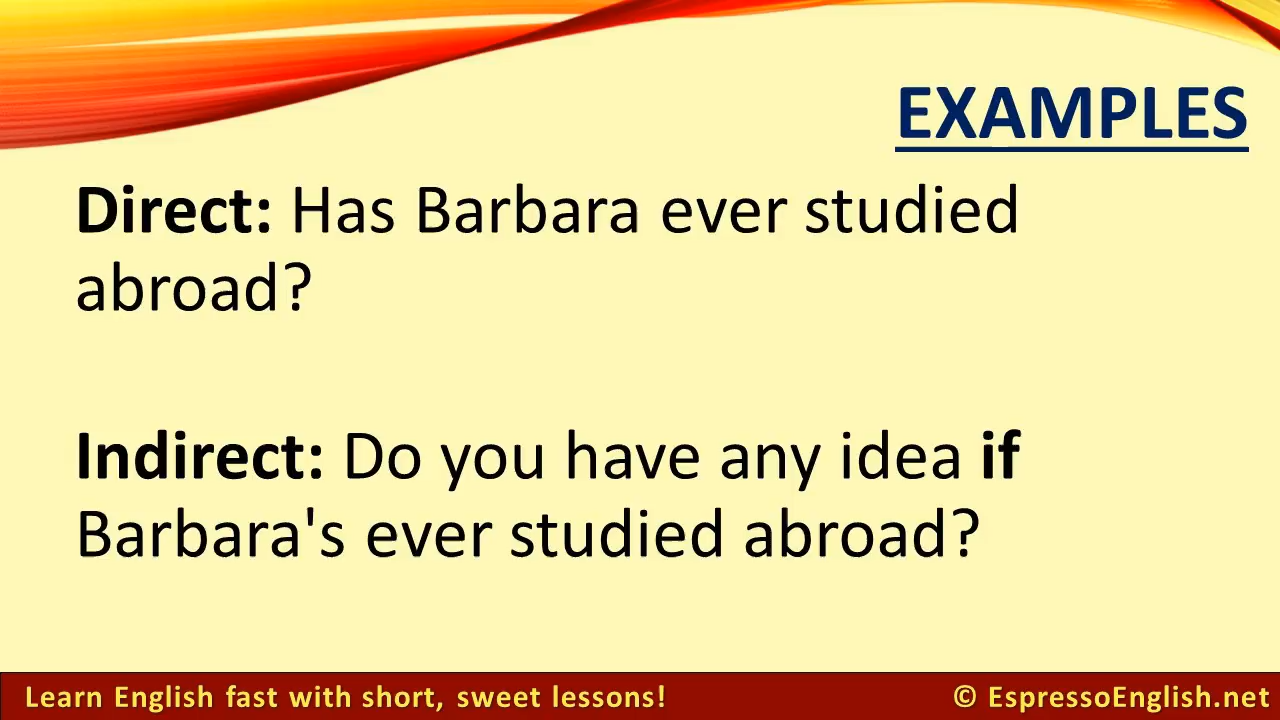 EXAMPLES
Direct: Has Barbara ever studied
abroad?
Indirect: Do you have any idea if
Barbara's ever studied abroad?
Learn English fast with short, sweet lessons!
© EspressoEnglish.net